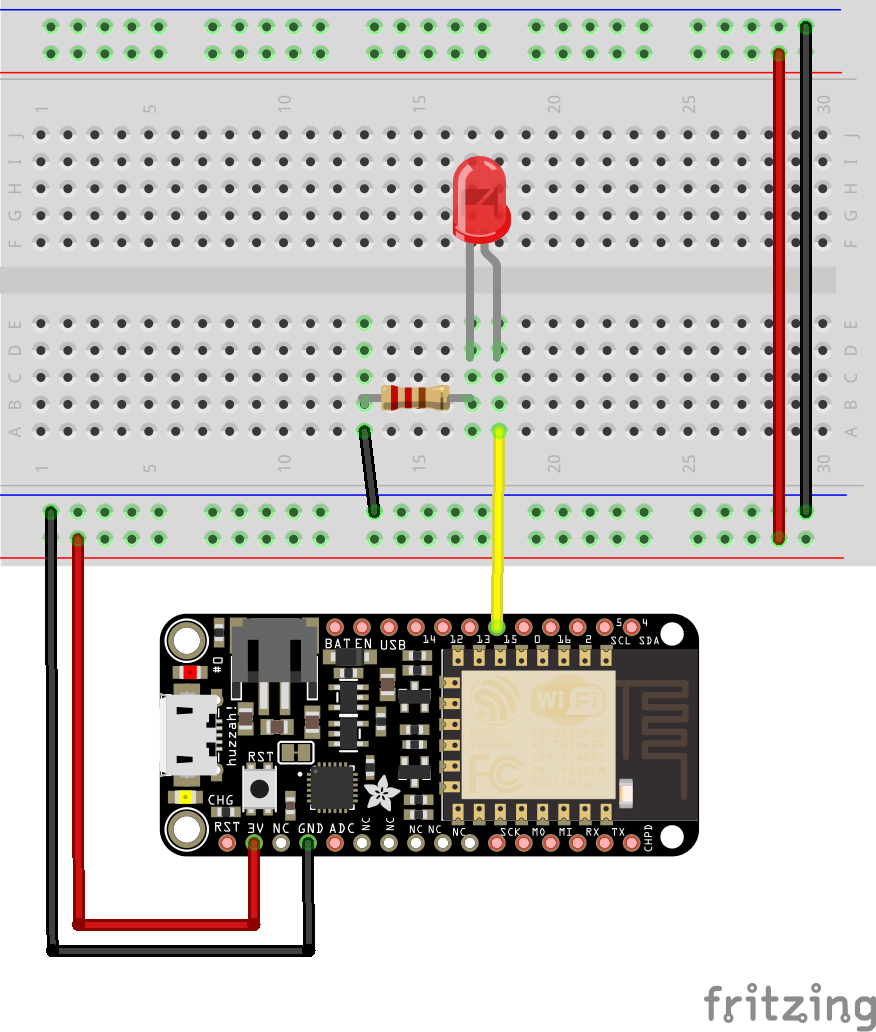 1 5 10 15 20 25 30
J J
I I
H H
G G
F F
E E
D D
C C
B B
A A
1 5 10 15 20 25 30
BAT EN USB 14 12 13 15 0 16 2 5 4
SCL SDA
#0
huzzah!
RST
WiFi
FC
CHG
RST 3V NC GND ADC NC NC NC NC NC SCK MO MI RX TX CHPD
fritzing